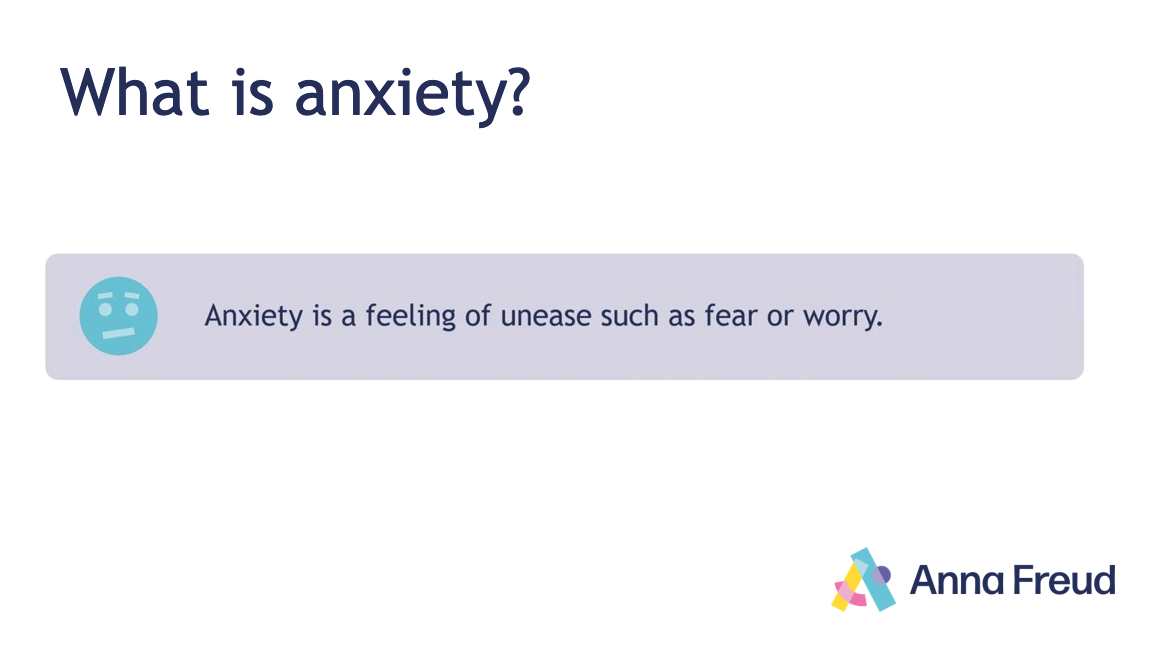 What is anxiety?
Anxiety is a feeling of unease such as fear or worry.
Anna Freud